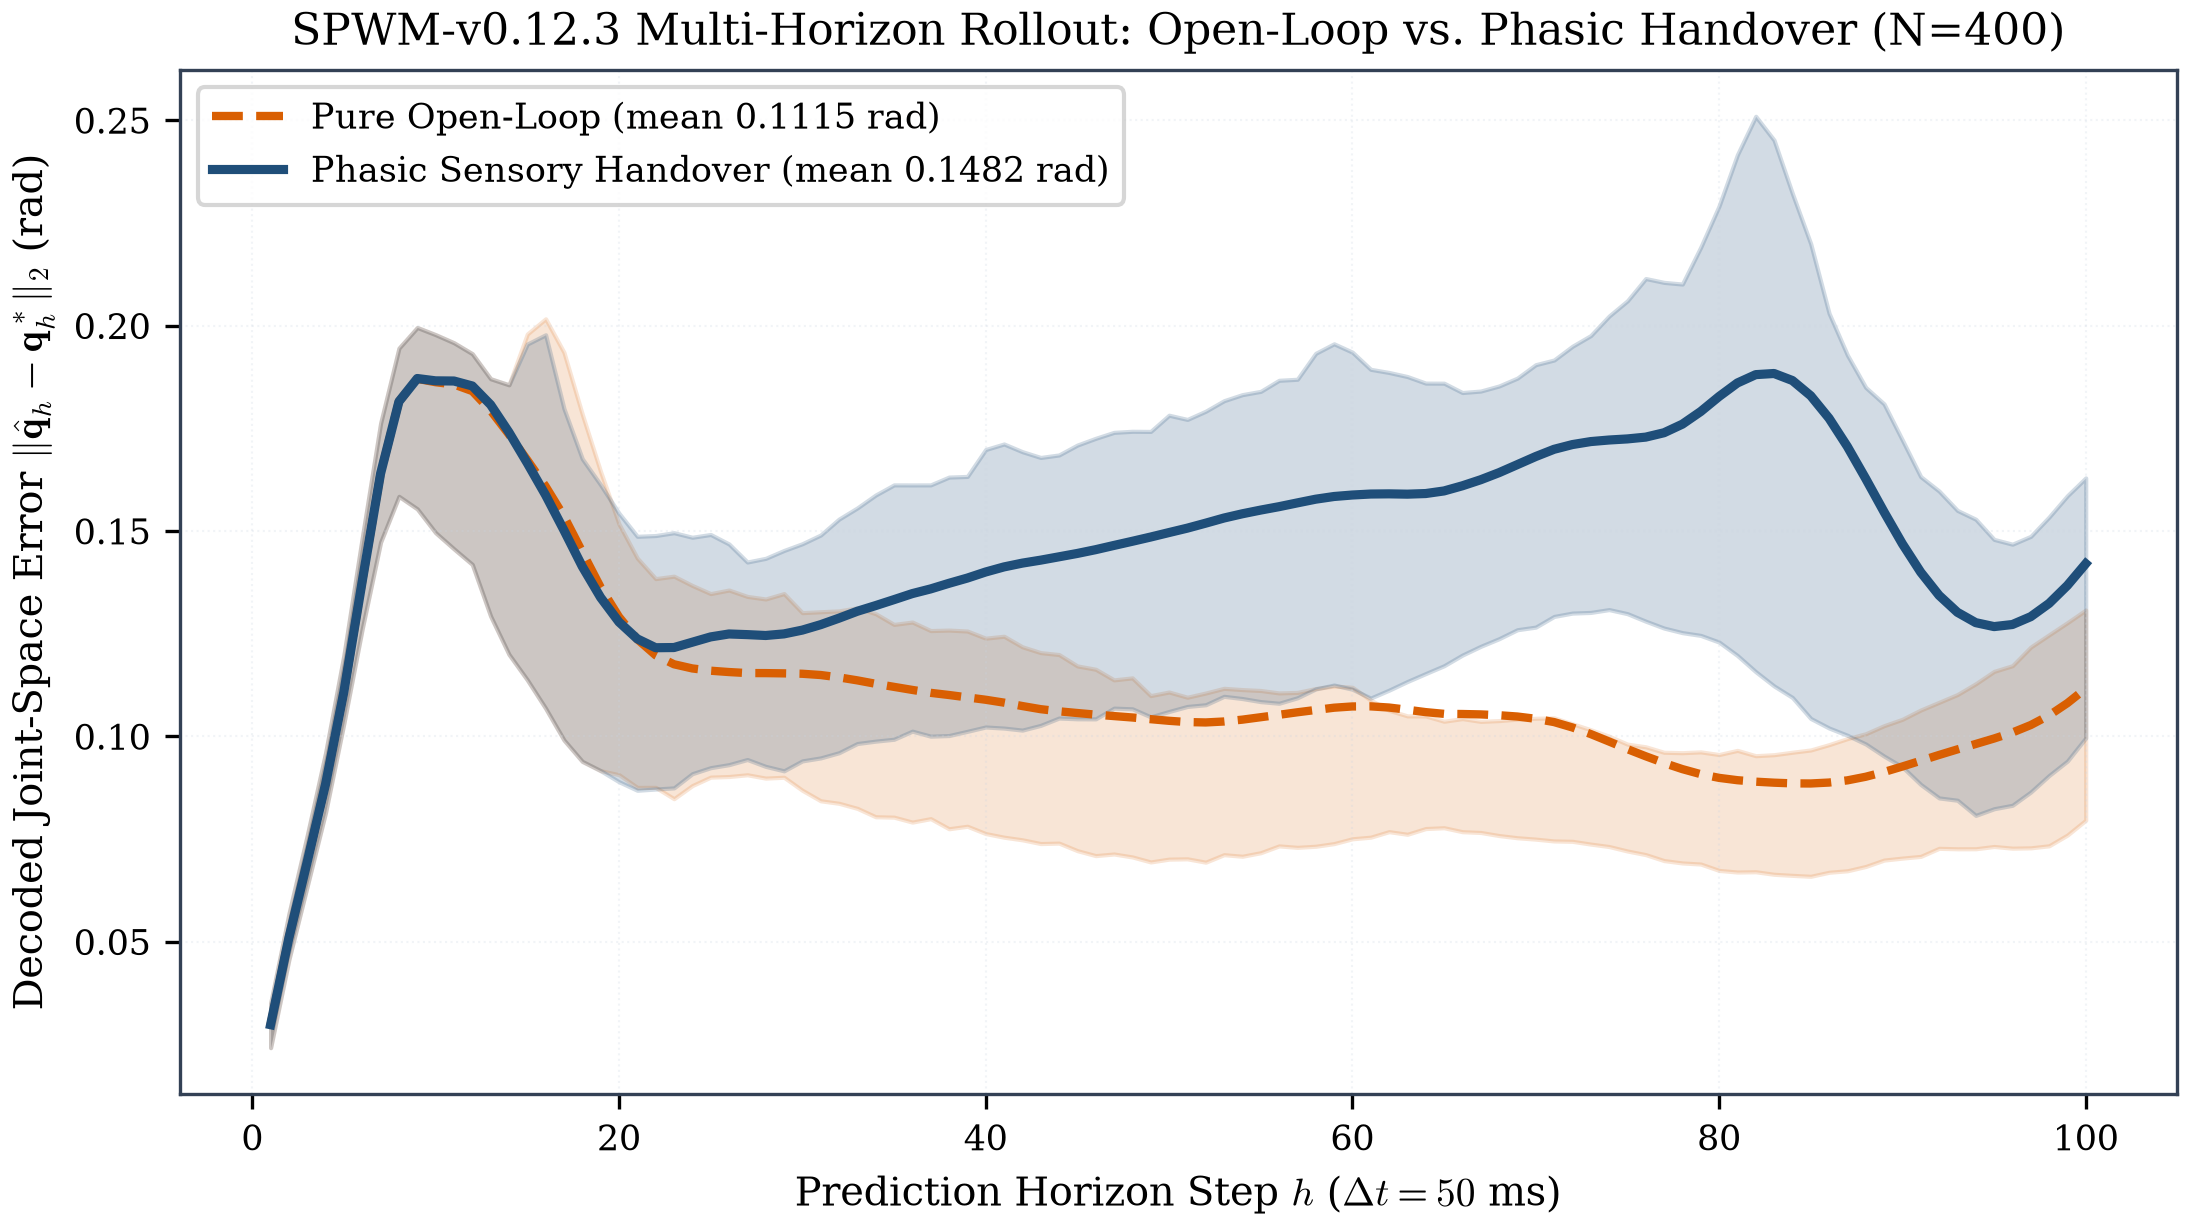 SPWM-v0.12.3 Multi-Horizon Rollout: Open-Loop vs. Phasic Handover (N=400)
Pure Open-Loop (mean 0.1115 rad)
Phasic Sensory Handover (mean 0.1482 rad)
Decoded Joint-Space Error ||q̂ₕ − q*ₕ||₂ (rad)
0.25
0.20
0.15
0.10
0.05
0 20 40 60 80 100
Prediction Horizon Step h (Δt = 50 ms)